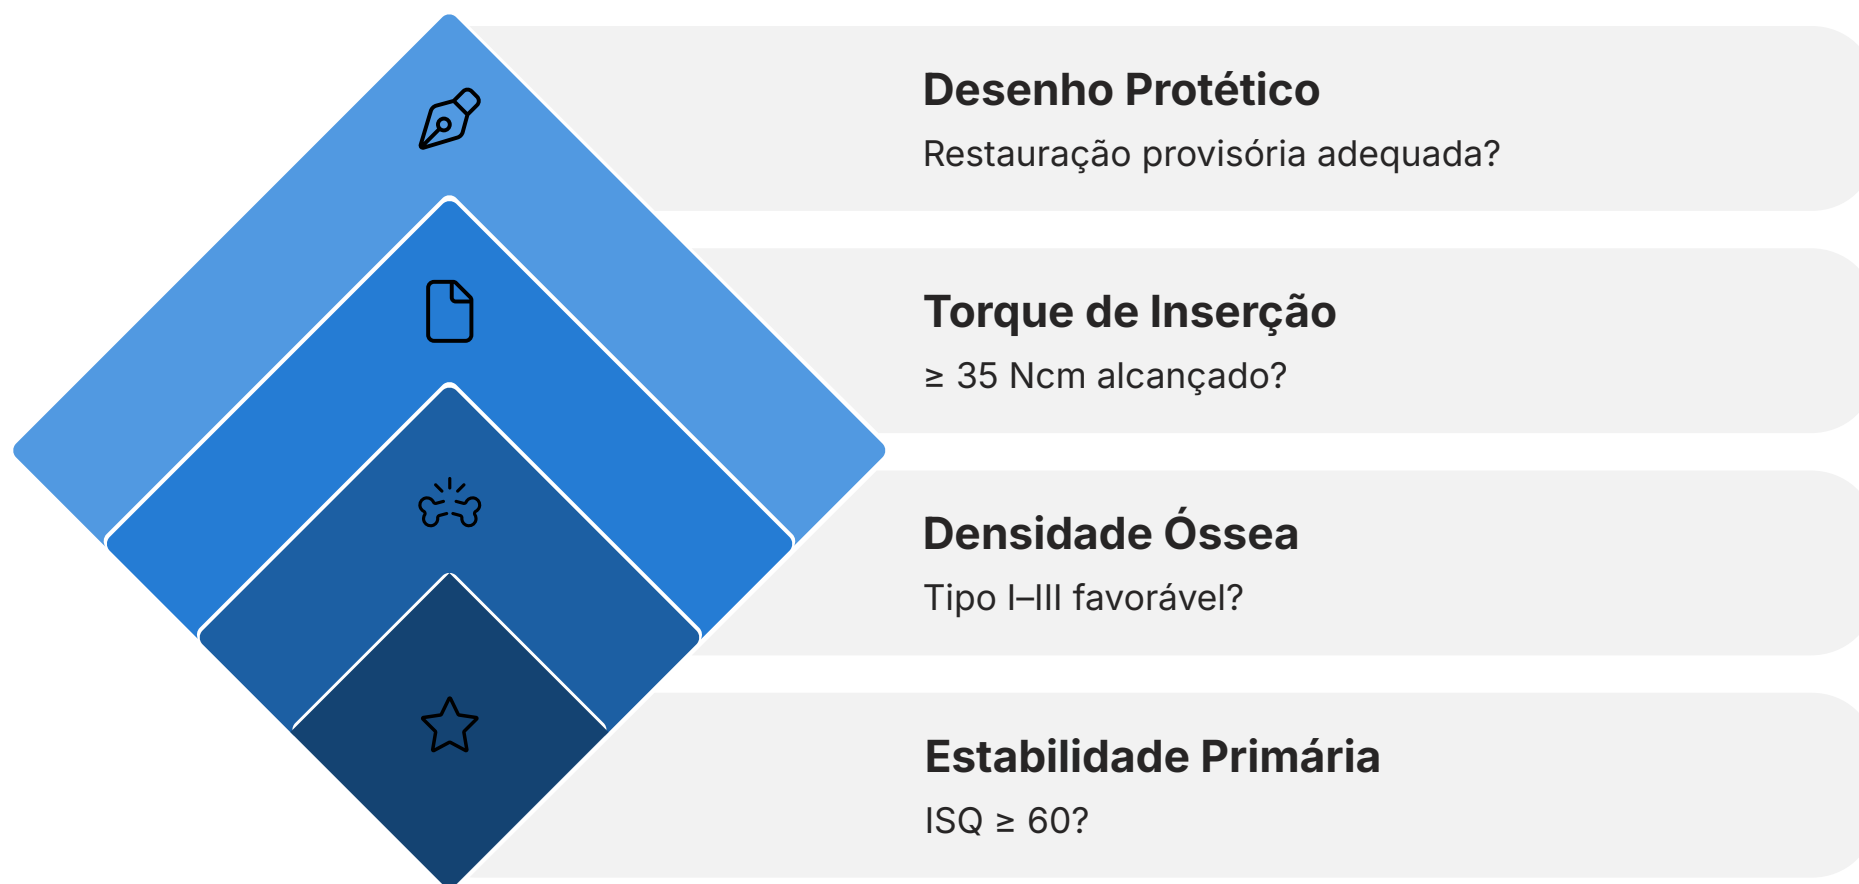 Desenho Protético
Restauração provisória adequada?
Torque de Inserção
≥ 35 Ncm alcançado?
Densidade Óssea
Tipo I–III favorável?
Estabilidade Primária
ISQ ≥ 60?